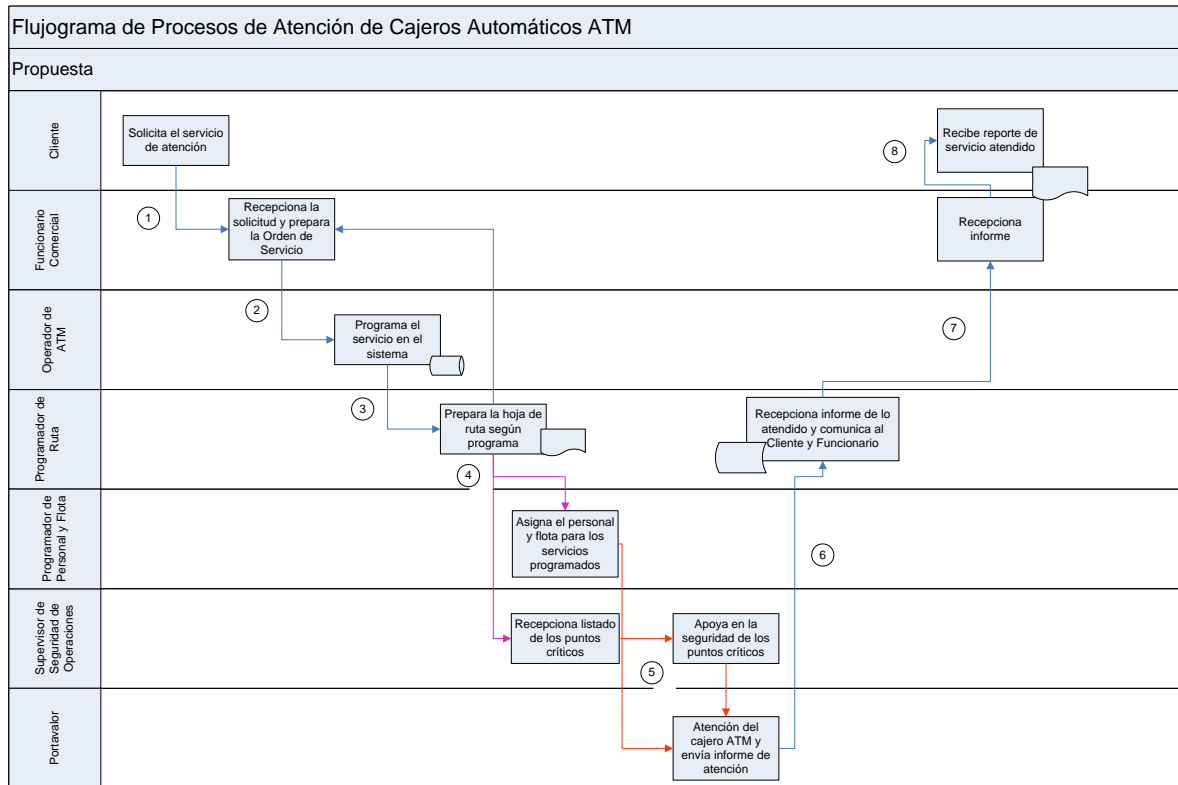 Flujograma de Procesos de Atención de Cajeros Automáticos ATM
Propuesta
Cliente
Solicita el servicio
de atención
Recibe reporte de
servicio atendido
8
Funcionario
Comercial
1
Recepciona la
solicitud y prepara
la Orden de
Servicio
Recepciona
informe
Operador de
ATM
2
Programa el
servicio en el
sistema
7
Programador de
Ruta
3
Prepara la hoja de
ruta según
programa
4
Recepciona informe de lo
atendido y comunica al
Cliente y Funcionario
Programador de
Personal y Flota
Asigna el personal
y flota para los
servicios
programados
6
Supervisor de
Seguridad de
Operaciones
Recepciona listado
de los puntos
críticos
5
Apoya en la
seguridad de los
puntos críticos
Portavalor
Atención del
cajero ATM y
envía informe de
atención